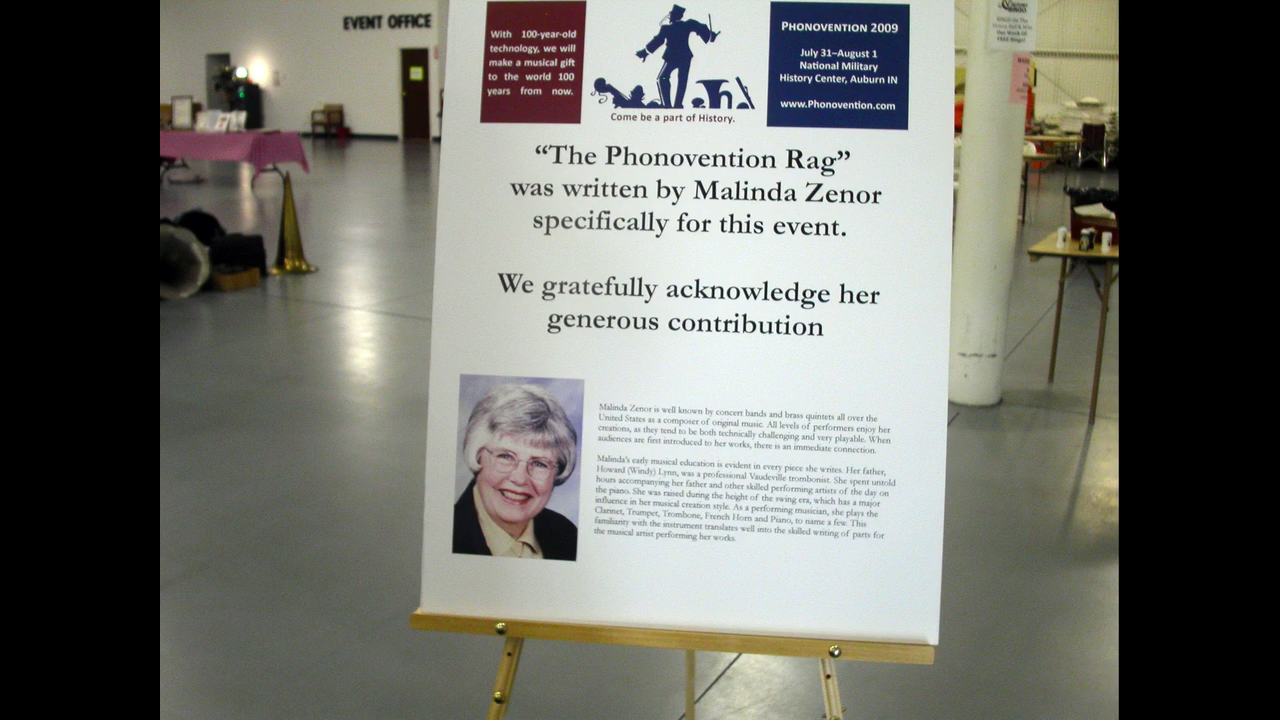 EVENT OFFICE
With 100-year-old
technology, we will
make a musical gift
to the world 100
years from now.
Come be a part of History.
PHONOVENTION 2009
July 31–August 1
National Military
History Center, Auburn IN
www.Phonovention.com
“The Phonovention Rag”
was written by Malinda Zenor
specifically for this event.
We gratefully acknowledge her
generous contribution
Malinda Zenor is well known by concert bands and brass quintets all over the
United States as a composer of original music. All levels of performers enjoy her
creations, as they tend to be both technically challenging and very playable. When
audiences are first introduced to her works, there is an immediate connection.
Malinda's early musical education is evident in every piece she writes. Her father,
Howard (Windy) Lynn, was a professional Vaudeville trombonist. She spent untold
hours accompanying her father and other skilled performing artists of the day on
the piano. She was raised during the height of the swing era, which has a major
influence in her musical creation style. As a performing musician, she plays the
Clarinet, Trumpet, Trombone, French Horn and Piano, to name a few. This
familiarity with the instrument translates well into the skilled writing of parts for
the musical artist performing her works.